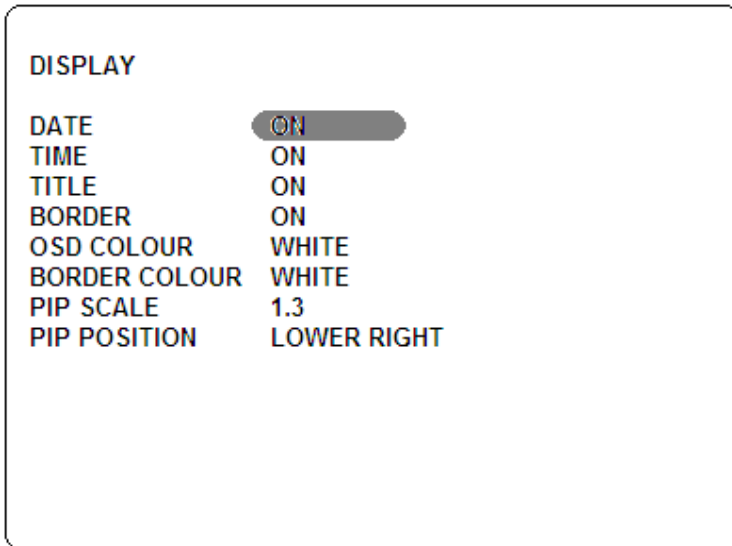 DISPLAY
DATE ON
TIME ON
TITLE ON
BORDER ON
OSD COLOUR WHITE
BORDER COLOUR WHITE
PIP SCALE 1.3
PIP POSITION LOWER RIGHT